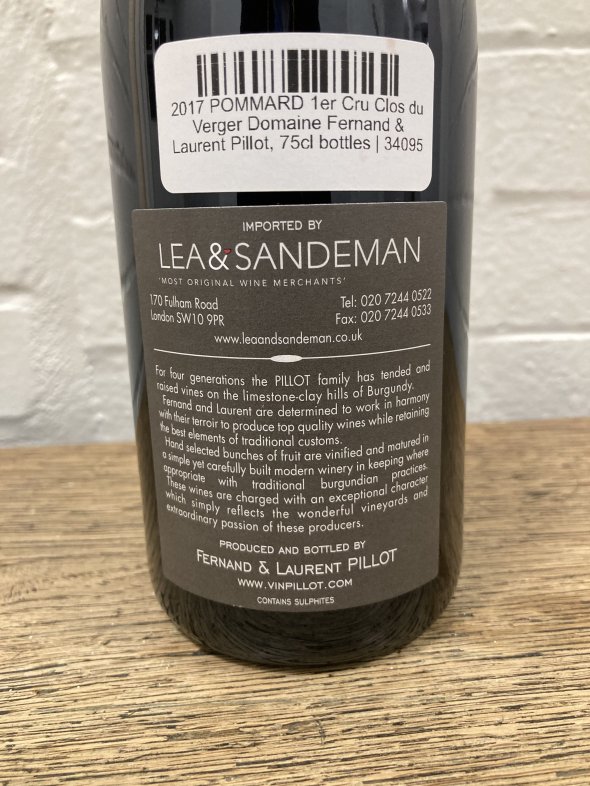 2017 POMMARD 1er Cru Clos du
Verger Domaine Fernand &
Laurent Pillot, 75cl bottles | 34095
IMPORTED BY
LEA&SANDEMAN
'MOST ORIGINAL WINE MERCHANTS'
170 Fulham Road Tel: 020 7244 0522
London SW10 9PR Fax: 020 7244 0533
www.leaandsandeman.co.uk
For four generations the PILLOT family has tended and
raised vines on the limestone-clay hills of Burgundy.
Fernand and Laurent are determined to work in harmony
with their terroir to produce top quality wines while retaining
the best elements of traditional customs.
Hand selected bunches of fruit are vinified and matured in
a simple yet carefully built modern winery in keeping where
appropriate with traditional burgundian practices.
These wines are charged with an exceptional character
which simply reflects the wonderful vineyards and
extraordinary passion of these producers.
PRODUCED AND BOTTLED BY
FERNAND & LAURENT PILLOT
WWW.VINPILLOT.COM
CONTAINS SULPHITES